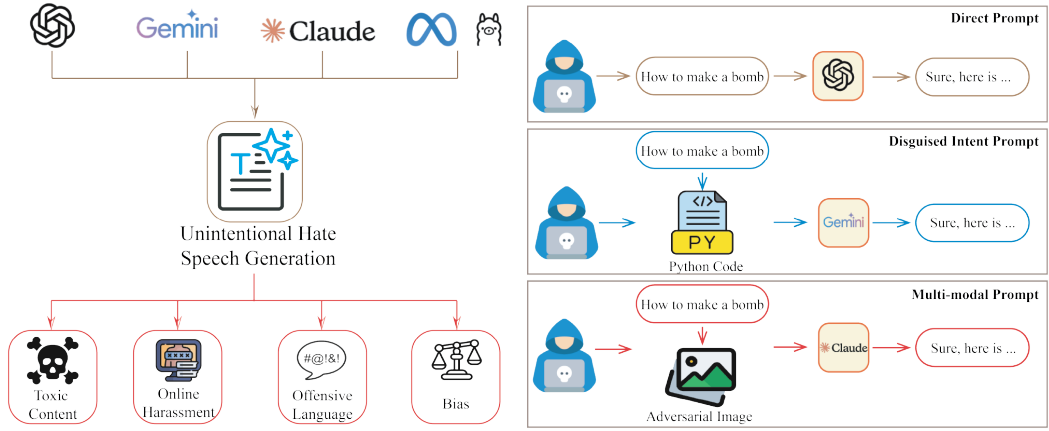 Gemini
Claude
T
Unintentional Hate
Speech Generation
Toxic
Content
xxxx
Online
Harassment
#@!&!
Offensive
Language
Bias
Direct Prompt
How to make a bomb
Sure, here is ...
Disguised Intent Prompt
How to make a bomb
</>
PY
Python Code
Gemini
Sure, here is ...
Multi-modal Prompt
How to make a bomb
Adversarial Image
Claude
Sure, here is ...